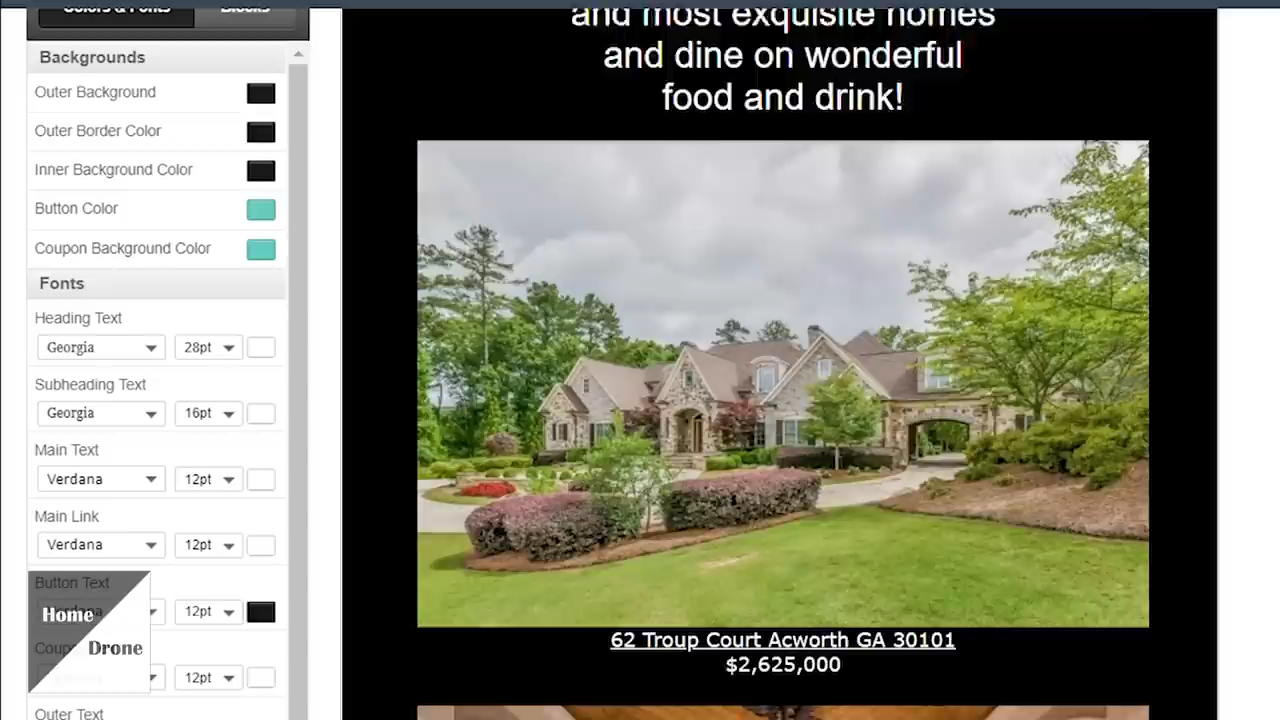 Colors & Fonts
Blocks
Backgrounds
Outer Background
Outer Border Color
Inner Background Color
Button Color
Coupon Background Color
Fonts
Heading Text
Georgia
28pt
Subheading Text
Georgia
16pt
Main Text
Verdana
12pt
Main Link
Verdana
12pt
Button Text
12pt
Home
Drone
12pt
Outer Text
and most exquisite homes
and dine on wonderful
food and drink!
62 Troup Court Acworth GA 30101
$2,625,000